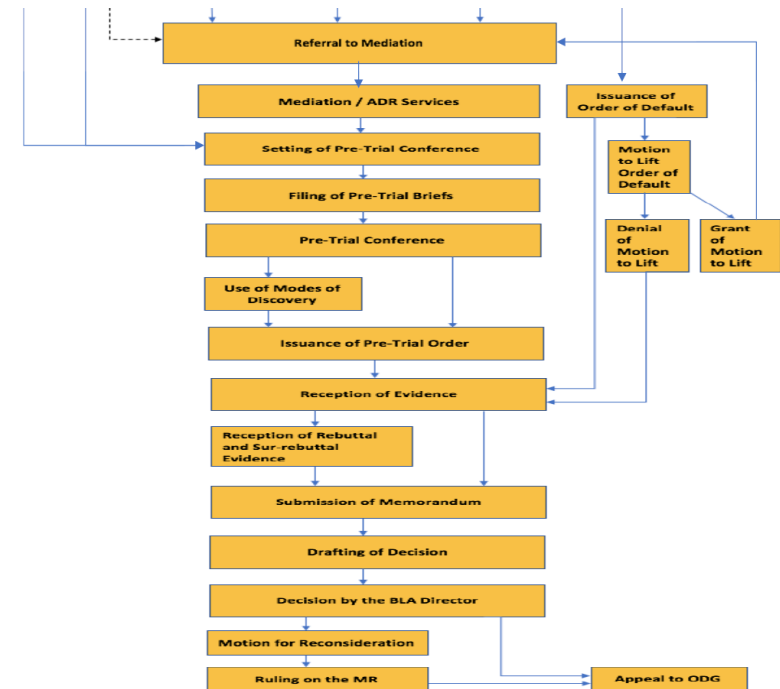 Referral to Mediation
Mediation / ADR Services
Issuance of
Order of Default
Setting of Pre-Trial Conference
Motion
to Lift
Order of
Default
Filing of Pre-Trial Briefs
Pre-Trial Conference
Denial
of
Motion
to Lift
Grant
of
Motion
to Lift
Use of Modes of
Discovery
Issuance of Pre-Trial Order
Reception of Evidence
Reception of Rebuttal
and Sur-rebuttal
Evidence
Submission of Memorandum
Drafting of Decision
Decision by the BLA Director
Motion for Reconsideration
Ruling on the MR
Appeal to ODG